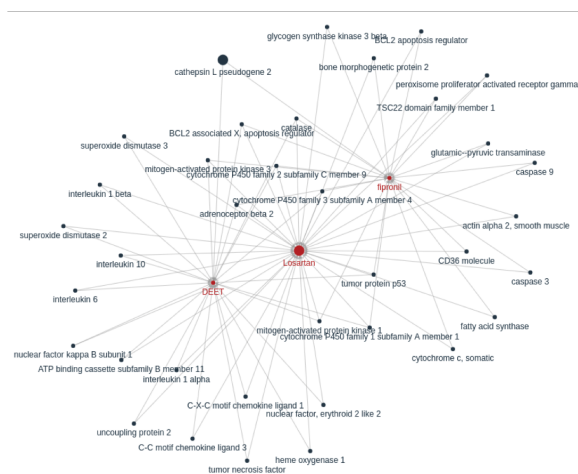 glycogen synthase kinase 3 beta
BCL2 apoptosis regulator
bone morphogenetic protein 2
cathepsin L pseudogene 2
peroxisome proliferator activated receptor gamma
TSC22 domain family member 1
catalase
BCL2 associated X, apoptosis regulator
superoxide dismutase 3
glutamic--pyruvic transaminase
mitogen-activated protein kinase 3
caspase 9
cytochrome P450 family 2 subfamily C member 9
fipronil
interleukin 1 beta
cytochrome P450 family 3 subfamily A member 4
adrenoceptor beta 2
actin alpha 2, smooth muscle
superoxide dismutase 2
CD36 molecule
Losartan
interleukin 10
caspase 3
tumor protein p53
DEET
interleukin 6
fatty acid synthase
mitogen-activated protein kinase 1
cytochrome P450 family 1 subfamily A member 1
nuclear factor kappa B subunit 1
cytochrome c, somatic
ATP binding cassette subfamily B member 11
interleukin 1 alpha
C-X-C motif chemokine ligand 1
nuclear factor, erythroid 2 like 2
uncoupling protein 2
C-C motif chemokine ligand 3
heme oxygenase 1
tumor necrosis factor